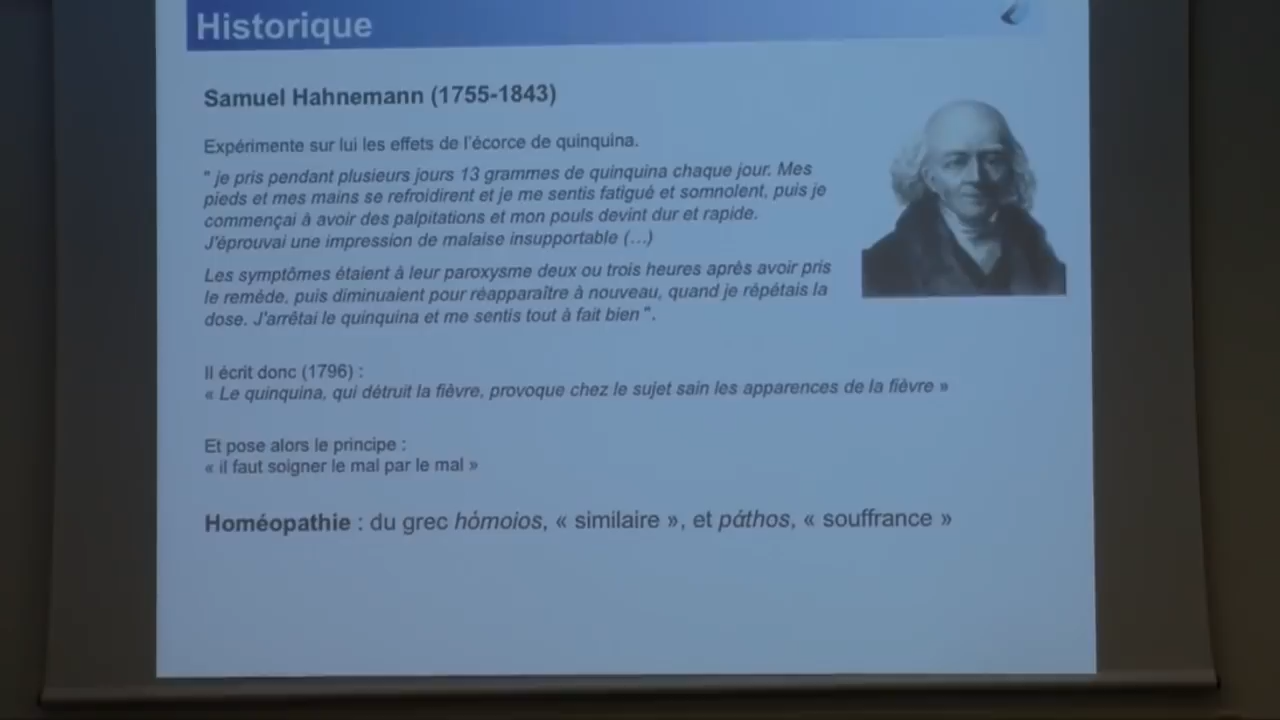 Historique
Samuel Hahnemann (1755-1843)
Expérimente sur lui les effets de l'écorce de quinquina.
" je pris pendant plusieurs jours 13 grammes de quinquina chaque jour. Mes
pieds et mes mains se refroidirent et je me sentis fatigué et somnolent, puis je
commençai à avoir des palpitations et mon pouls devint dur et rapide.
J'éprouvai une impression de malaise insupportable (…)
Les symptômes étaient à leur paroxysme deux ou trois heures après avoir pris
le remède, puis diminuaient pour réapparaître à nouveau, quand je répétais la
dose. J'arrêtai le quinquina et me sentis tout à fait bien ".
Il écrit donc (1796) :
« Le quinquina, qui détruit la fièvre, provoque chez le sujet sain les apparences de la fièvre »
Et pose alors le principe :
« il faut soigner le mal par le mal »
Homéopathie : du grec hómoios, « similaire », et páthos, « souffrance »